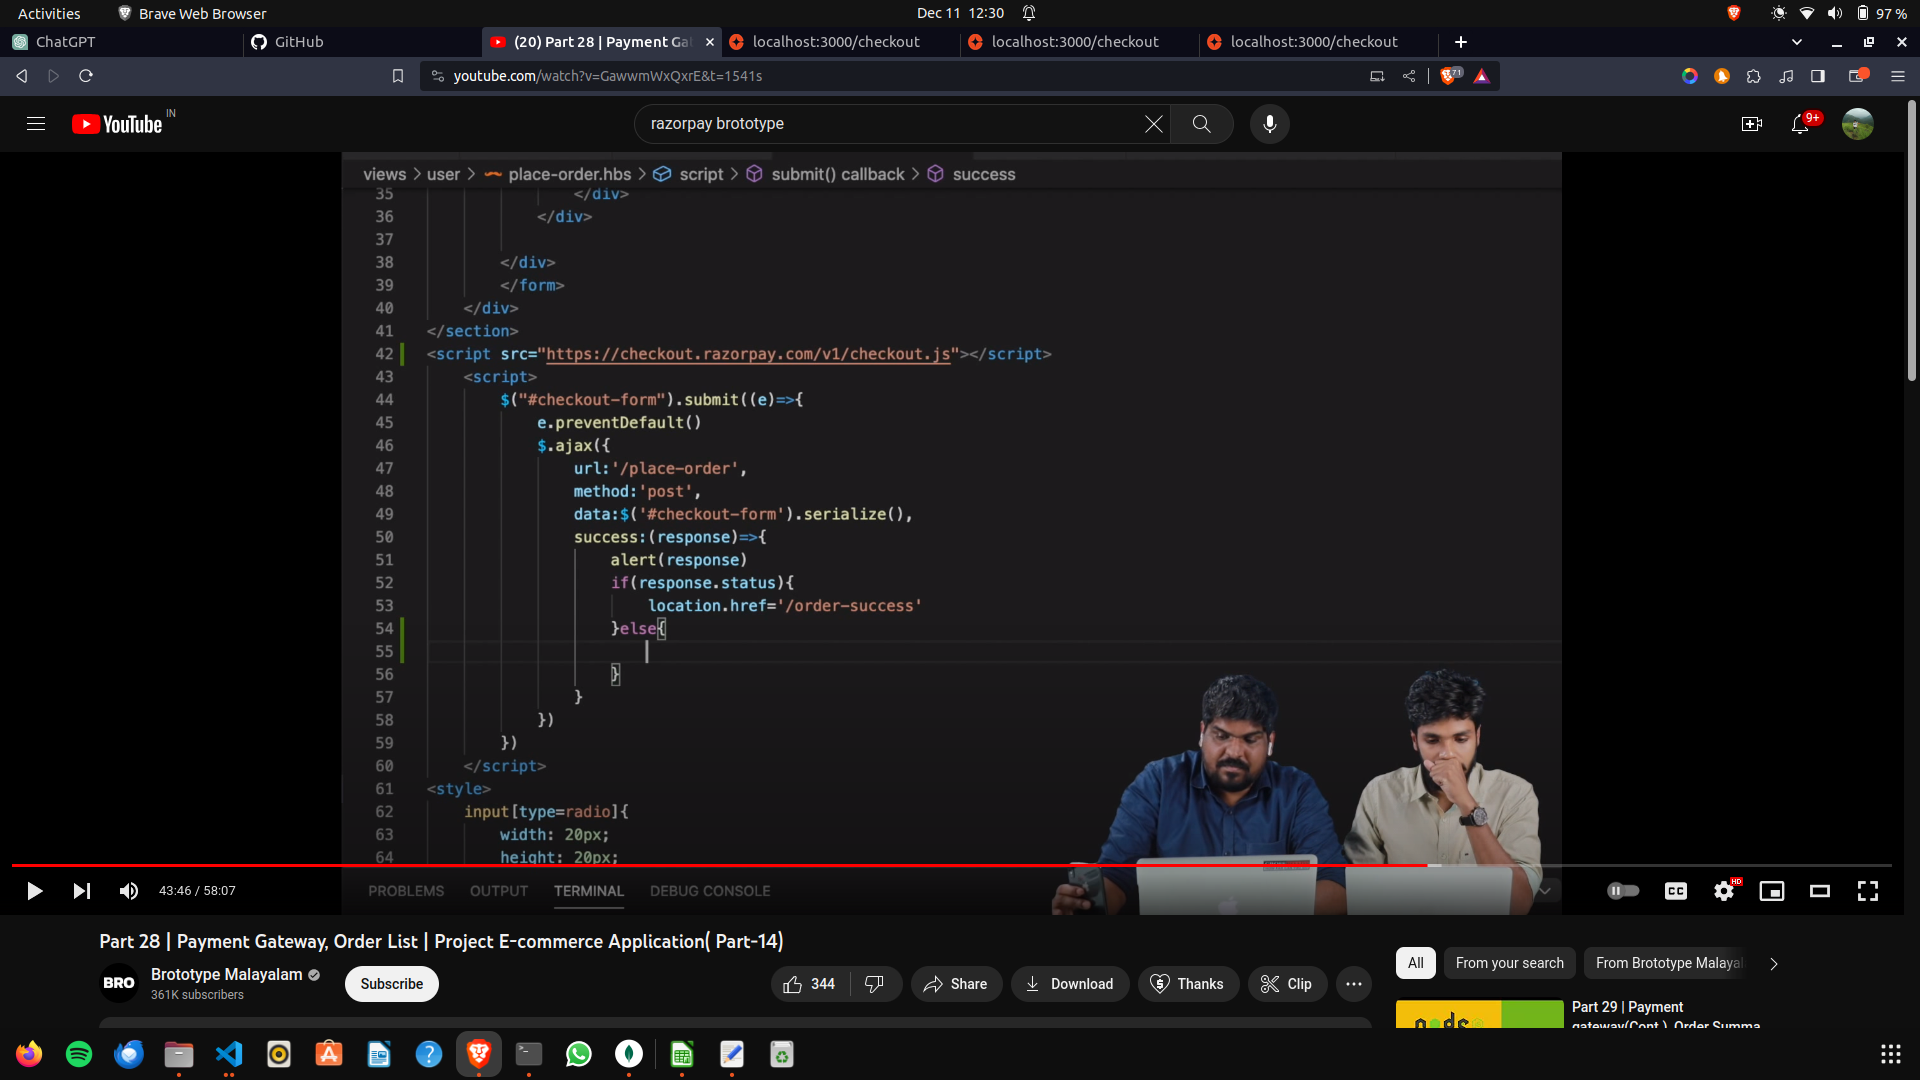 Activities Brave Web Browser Dec 11 12:30 97 %
ChatGPT GitHub (20) Part 28 | Payment Ga localhost:3000/checkout localhost:3000/checkout localhost:3000/checkout
youtube.com/watch?v=GawwmWxQxrE&t=1541s 71
YouTube IN razorpay brototype 9+
views > user > place-order.hbs > script > submit() callback > success
35 </div>
36 </div>
37
38 </div>
39 </form>
40 </div>
41 </section>
42 <script src="https://checkout.razorpay.com/v1/checkout.js"></script>
43 <script>
44 $("#checkout-form").submit((e)=>{
45 e.preventDefault()
46 $.ajax({
47 url:'/place-order',
48 method:'post',
49 data:$('#checkout-form').serialize(),
50 success:(response)=>{
51 alert(response)
52 if(response.status){
53 location.href='/order-success'
54 }else{
55
56 }
57 }
58 })
59 })
60 </script>
61 <style>
62 input[type=radio]{
63 width: 20px;
64 height: 20px;
PROBLEMS OUTPUT TERMINAL DEBUG CONSOLE
43:46 / 58:07 CC HD
Part 28 | Payment Gateway, Order List | Project E-commerce Application( Part-14)
BRO Brototype Malayalam
361K subscribers
Subscribe 344 Share Download Thanks Clip
All From your search From Brototype Malayal
Part 29 | Payment
gateway(Cont.), Order Summa